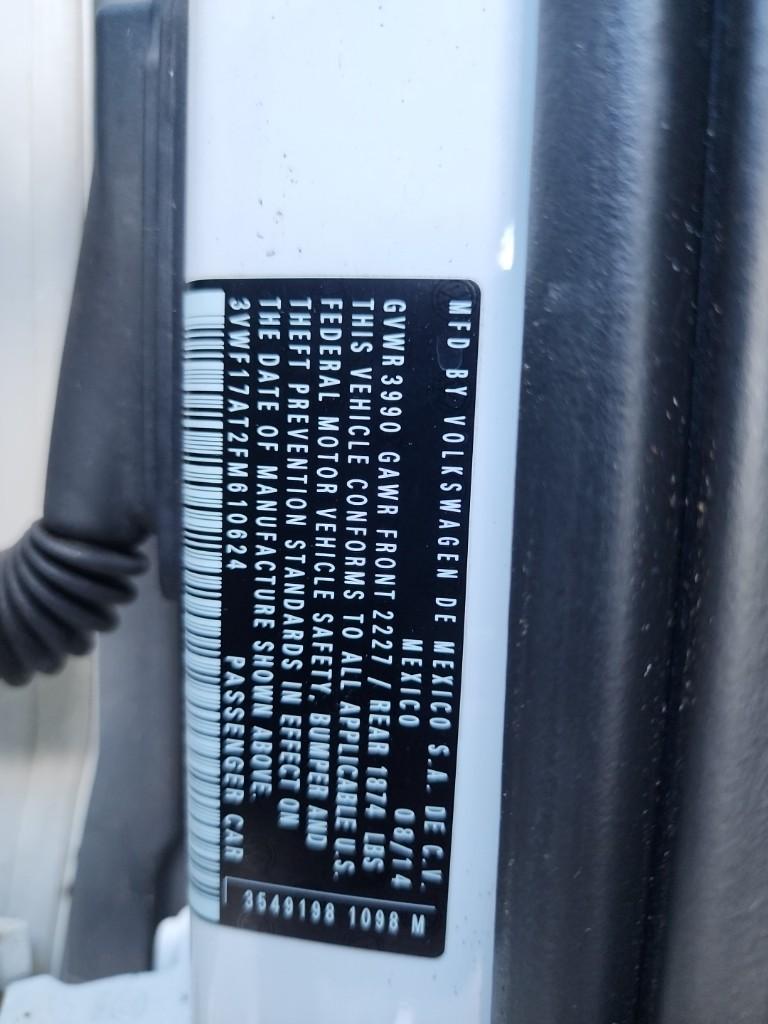 MFD BY VOLKSWAGEN DE MEXICO S.A. DE C.V.
MEXICO 08/14
GVWR 3990 GAWR FRONT 2227 / REAR 1874 LBS
THIS VEHICLE CONFORMS TO ALL APPLICABLE U.S.
FEDERAL MOTOR VEHICLE SAFETY, BUMPER AND
THEFT PREVENTION STANDARDS IN EFFECT ON
THE DATE OF MANUFACTURE SHOWN ABOVE.
3VWF17AT2FM610624 PASSENGER CAR
3549198 1098 M